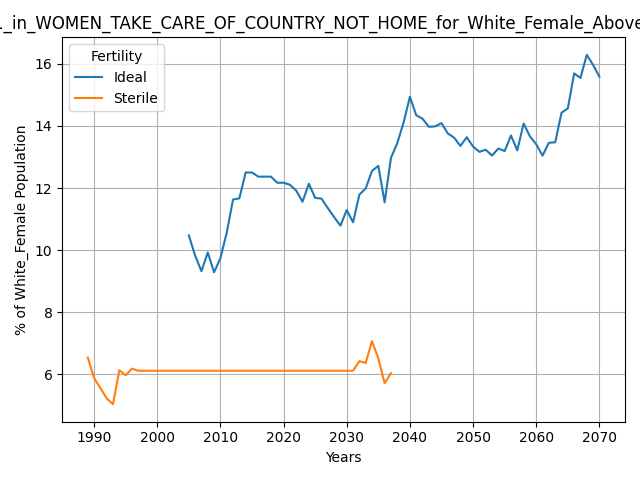 _in_WOMEN_TAKE_CARE_OF_COUNTRY_NOT_HOME_for_White_Female_Above
Fertility
Ideal
Sterile
% of White_Female Population
16
14
12
10
8
6
1990 2000 2010 2020 2030 2040 2050 2060 2070
Years